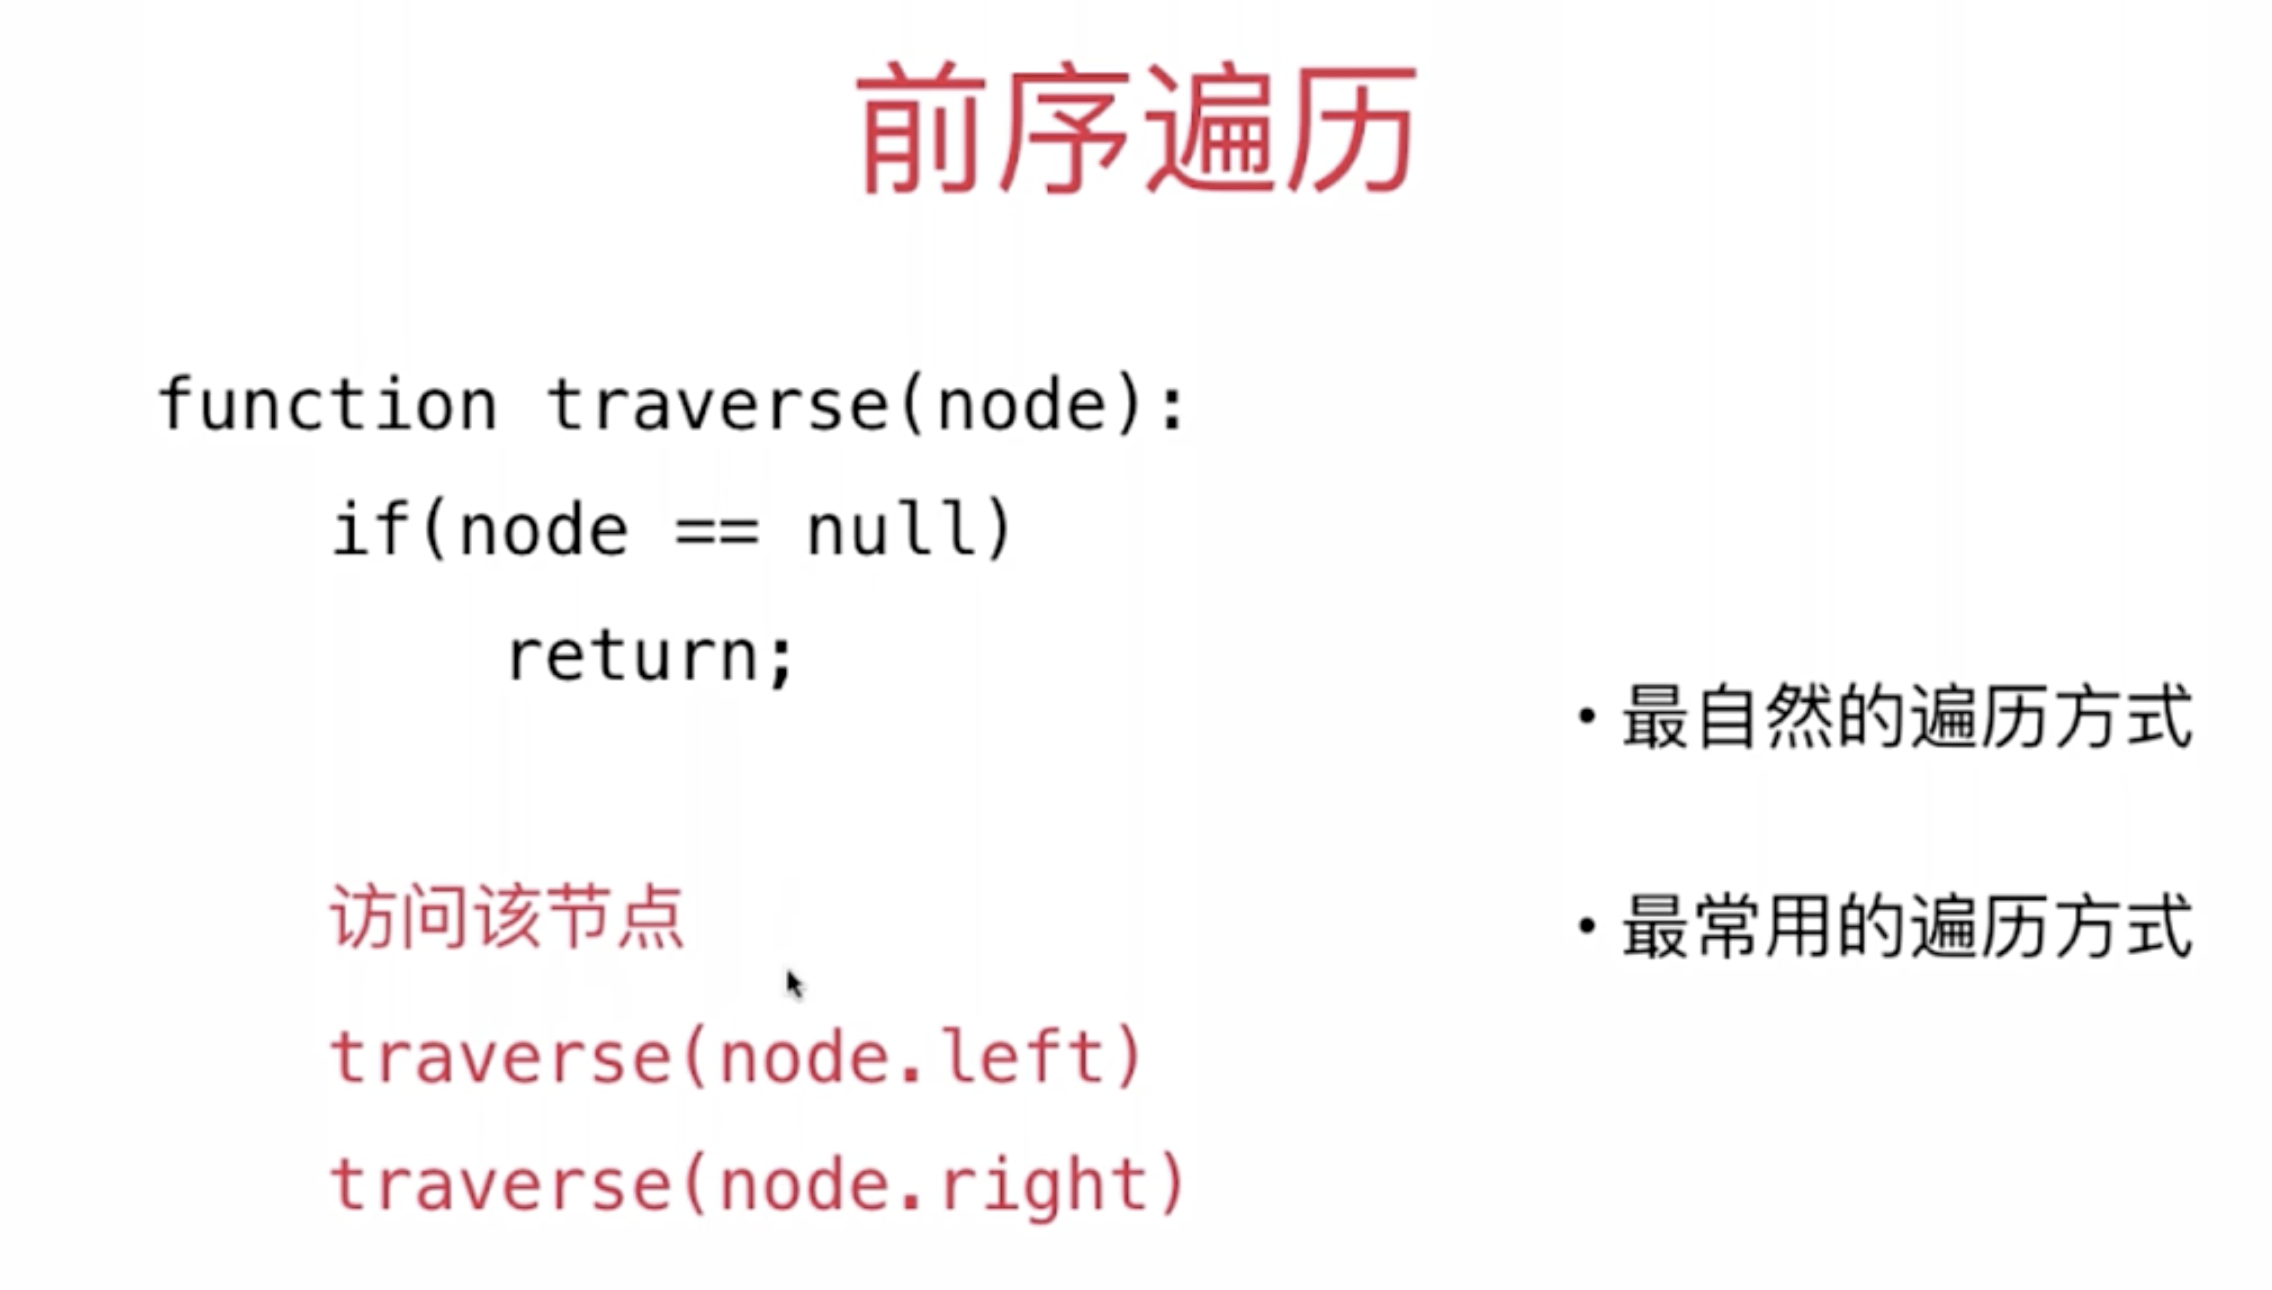 前序遍历
function traverse(node):
if(node == null)
return;
访问该节点
traverse(node.left)
traverse(node.right)
• 最自然的遍历方式
• 最常用的遍历方式